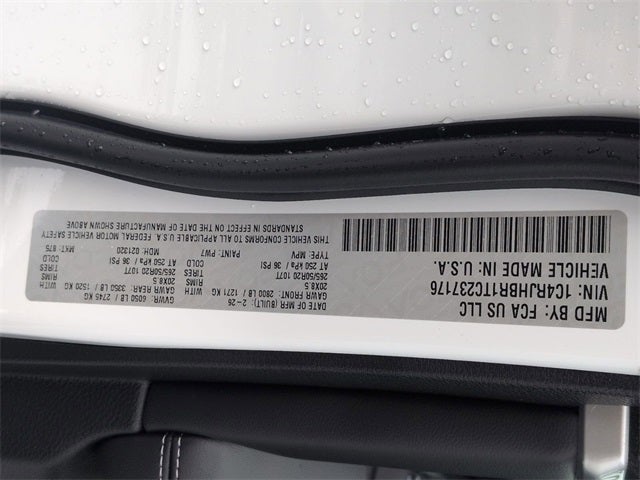 MFD BY: FCA US LLC
VIN: 1C4RJHBR1TC237176
VEHICLE MADE IN: U.S.A.
DATE OF MFR (BUILT): 2-26
GVWR: 6050 LB / 2745 KG
GAWR FRONT: 2800 LB / 1271 KG
GAWR REAR: 3350 LB / 1520 KG
WITH
20X8.5
RIMS
20X8.5
265/50R20 107T
TIRES
265/50R20 107T
TIRES
AT 250 kPa / 36 PSI
COLD
AT 250 kPa / 36 PSI
COLD
TYPE: MPV
PAINT: PW7
MDH: 021320
MKT: B75
THIS VEHICLE CONFORMS TO ALL APPLICABLE U.S.A. FEDERAL MOTOR VEHICLE SAFETY
STANDARDS IN EFFECT ON THE DATE OF MANUFACTURE SHOWN ABOVE